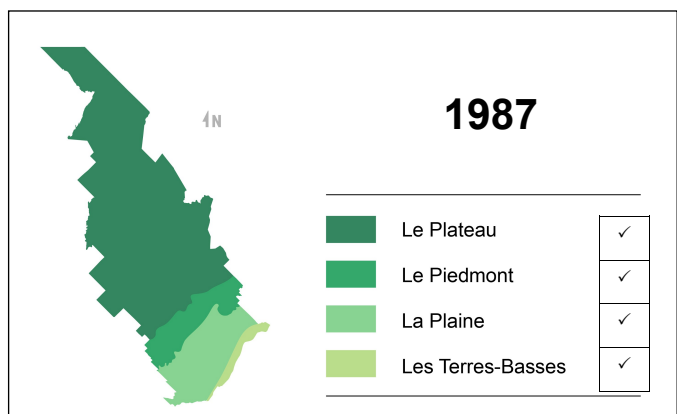 N
1987
Le Plateau ✓
Le Piedmont ✓
La Plaine ✓
Les Terres-Basses ✓